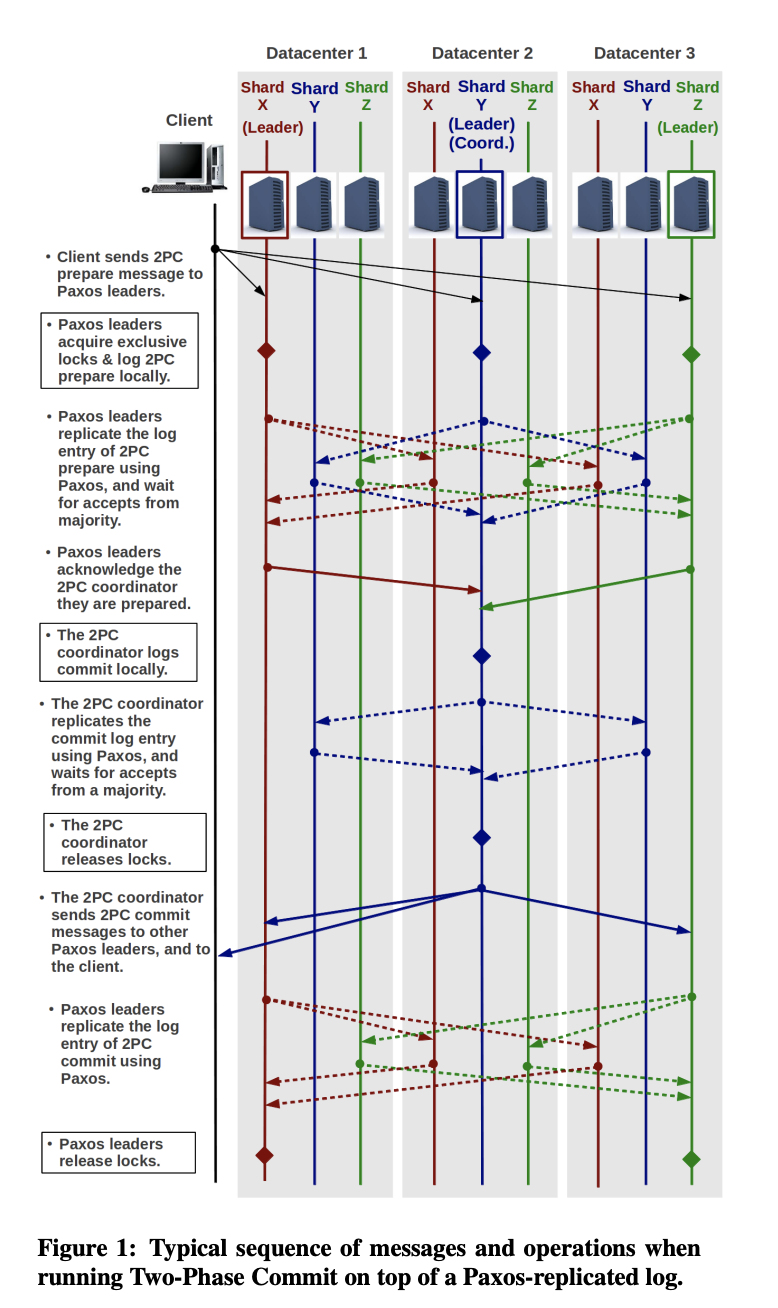 Datacenter 1 Datacenter 2 Datacenter 3
Shard X (Leader)
Shard Y
Shard Z
Shard X
Shard Y (Leader) (Coord.)
Shard Z
Shard X
Shard Y
Shard Z (Leader)
Client
• Client sends 2PC
prepare message to
Paxos leaders.
• Paxos leaders
acquire exclusive
locks & log 2PC
prepare locally.
• Paxos leaders
replicate the log
entry of 2PC
prepare using
Paxos, and wait
for accepts from
majority.
• Paxos leaders
acknowledge the
2PC coordinator
they are prepared.
• The 2PC
coordinator logs
commit locally.
• The 2PC coordinator
replicates the
commit log entry
using Paxos, and
waits for accepts
from a majority.
• The 2PC
coordinator
releases locks.
• The 2PC coordinator
sends 2PC commit
messages to other
Paxos leaders, and to
the client.
• Paxos leaders
replicate the log
entry of 2PC
commit using
Paxos.
• Paxos leaders
release locks.
Figure 1: Typical sequence of messages and operations when
running Two-Phase Commit on top of a Paxos-replicated log.